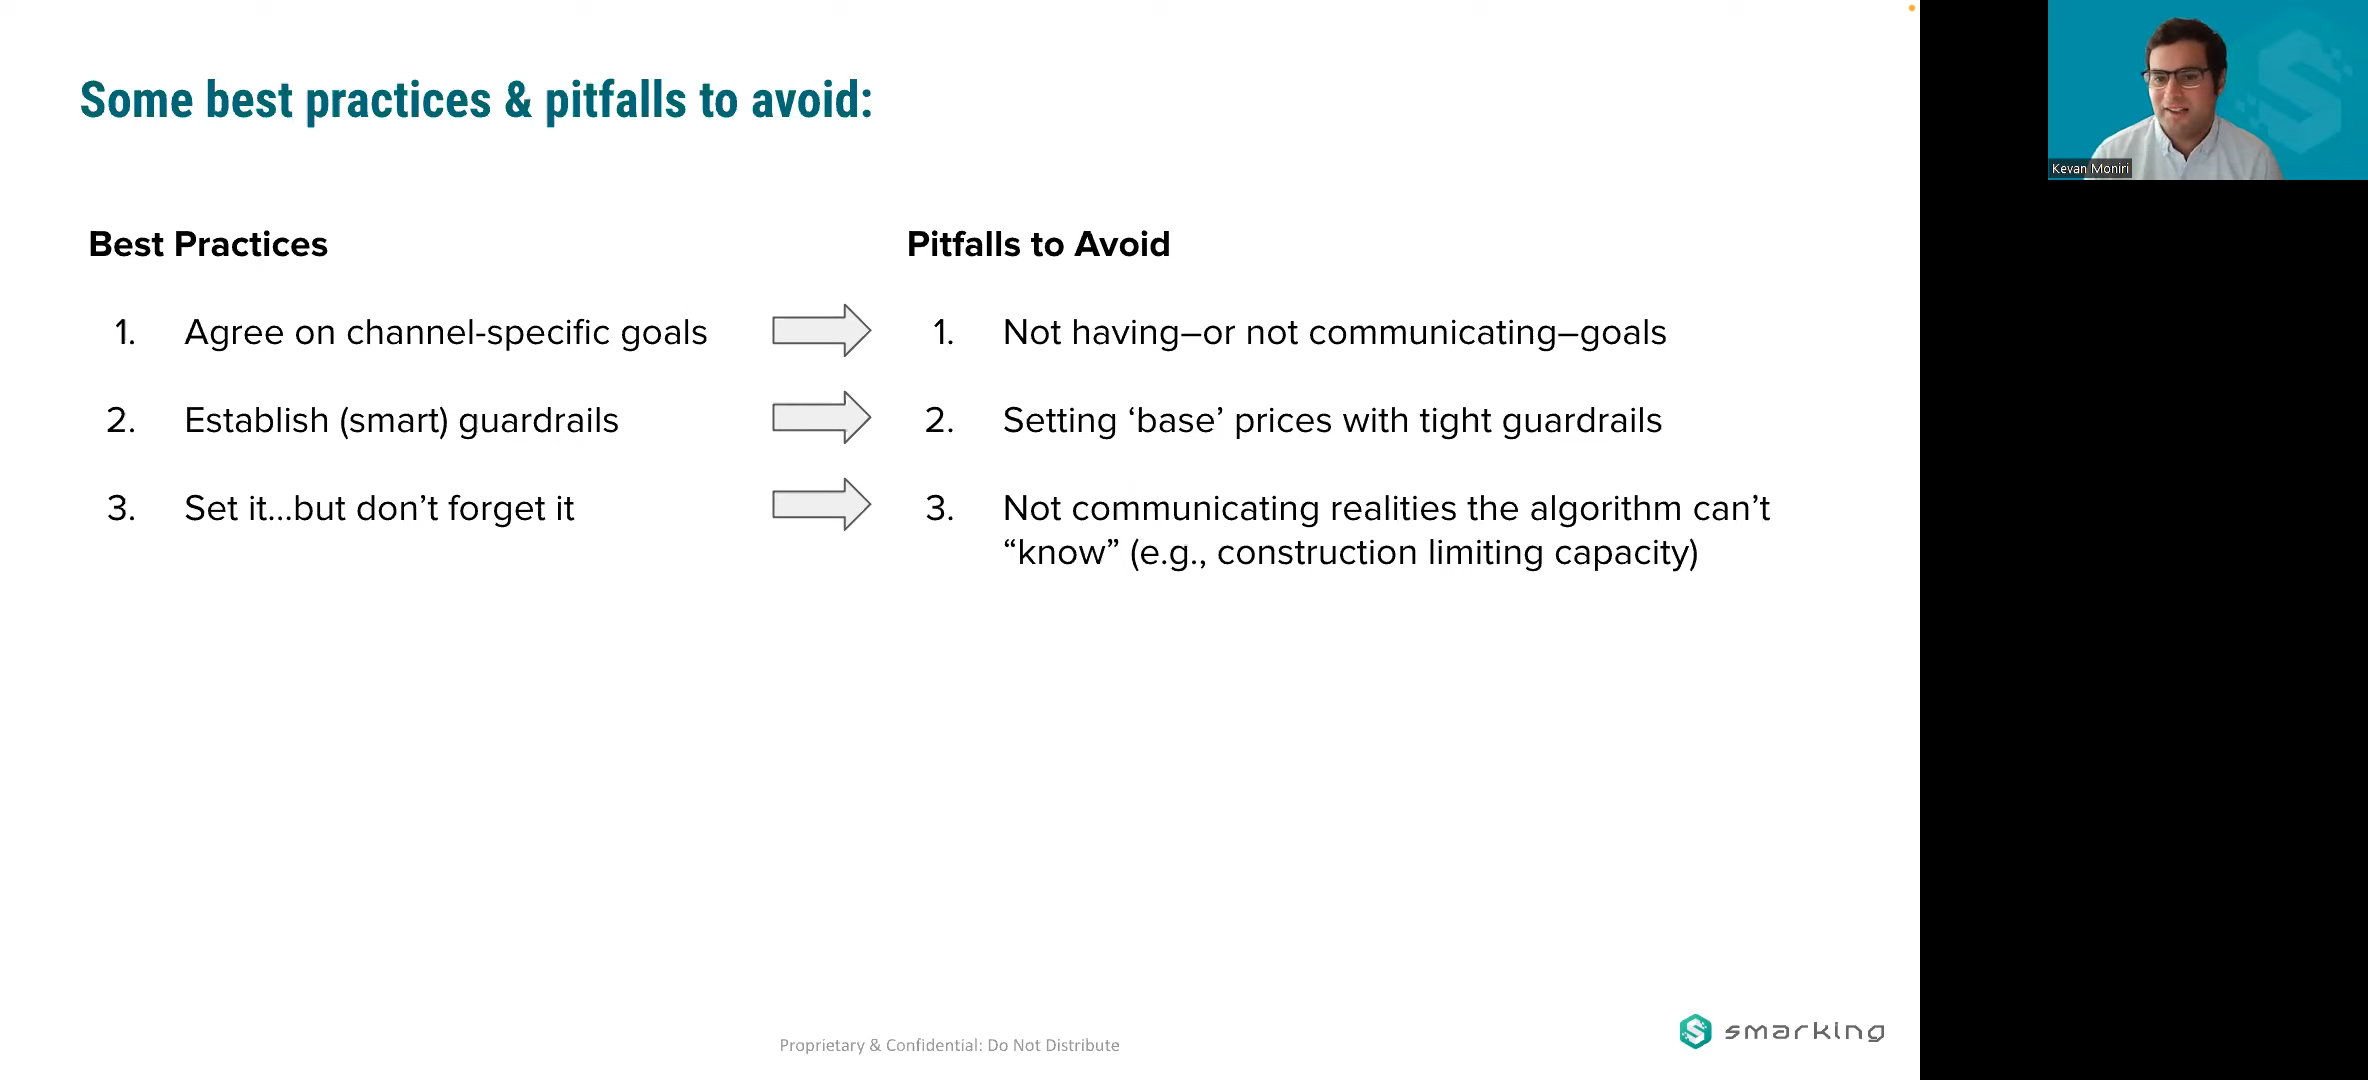 Some best practices & pitfalls to avoid:
Kevan Moniri
Best Practices
1. Agree on channel-specific goals
2. Establish (smart) guardrails
3. Set it...but don’t forget it
Pitfalls to Avoid
1. Not having–or not communicating–goals
2. Setting ‘base’ prices with tight guardrails
3. Not communicating realities the algorithm can’t
“know” (e.g., construction limiting capacity)
Proprietary & Confidential: Do Not Distribute
smarking